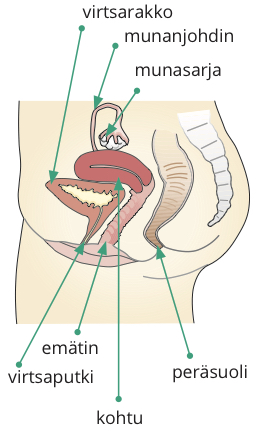 virtsarakko
munanjohdin
munasarja
emätin
virtsaputki
peräsuoli
kohtu